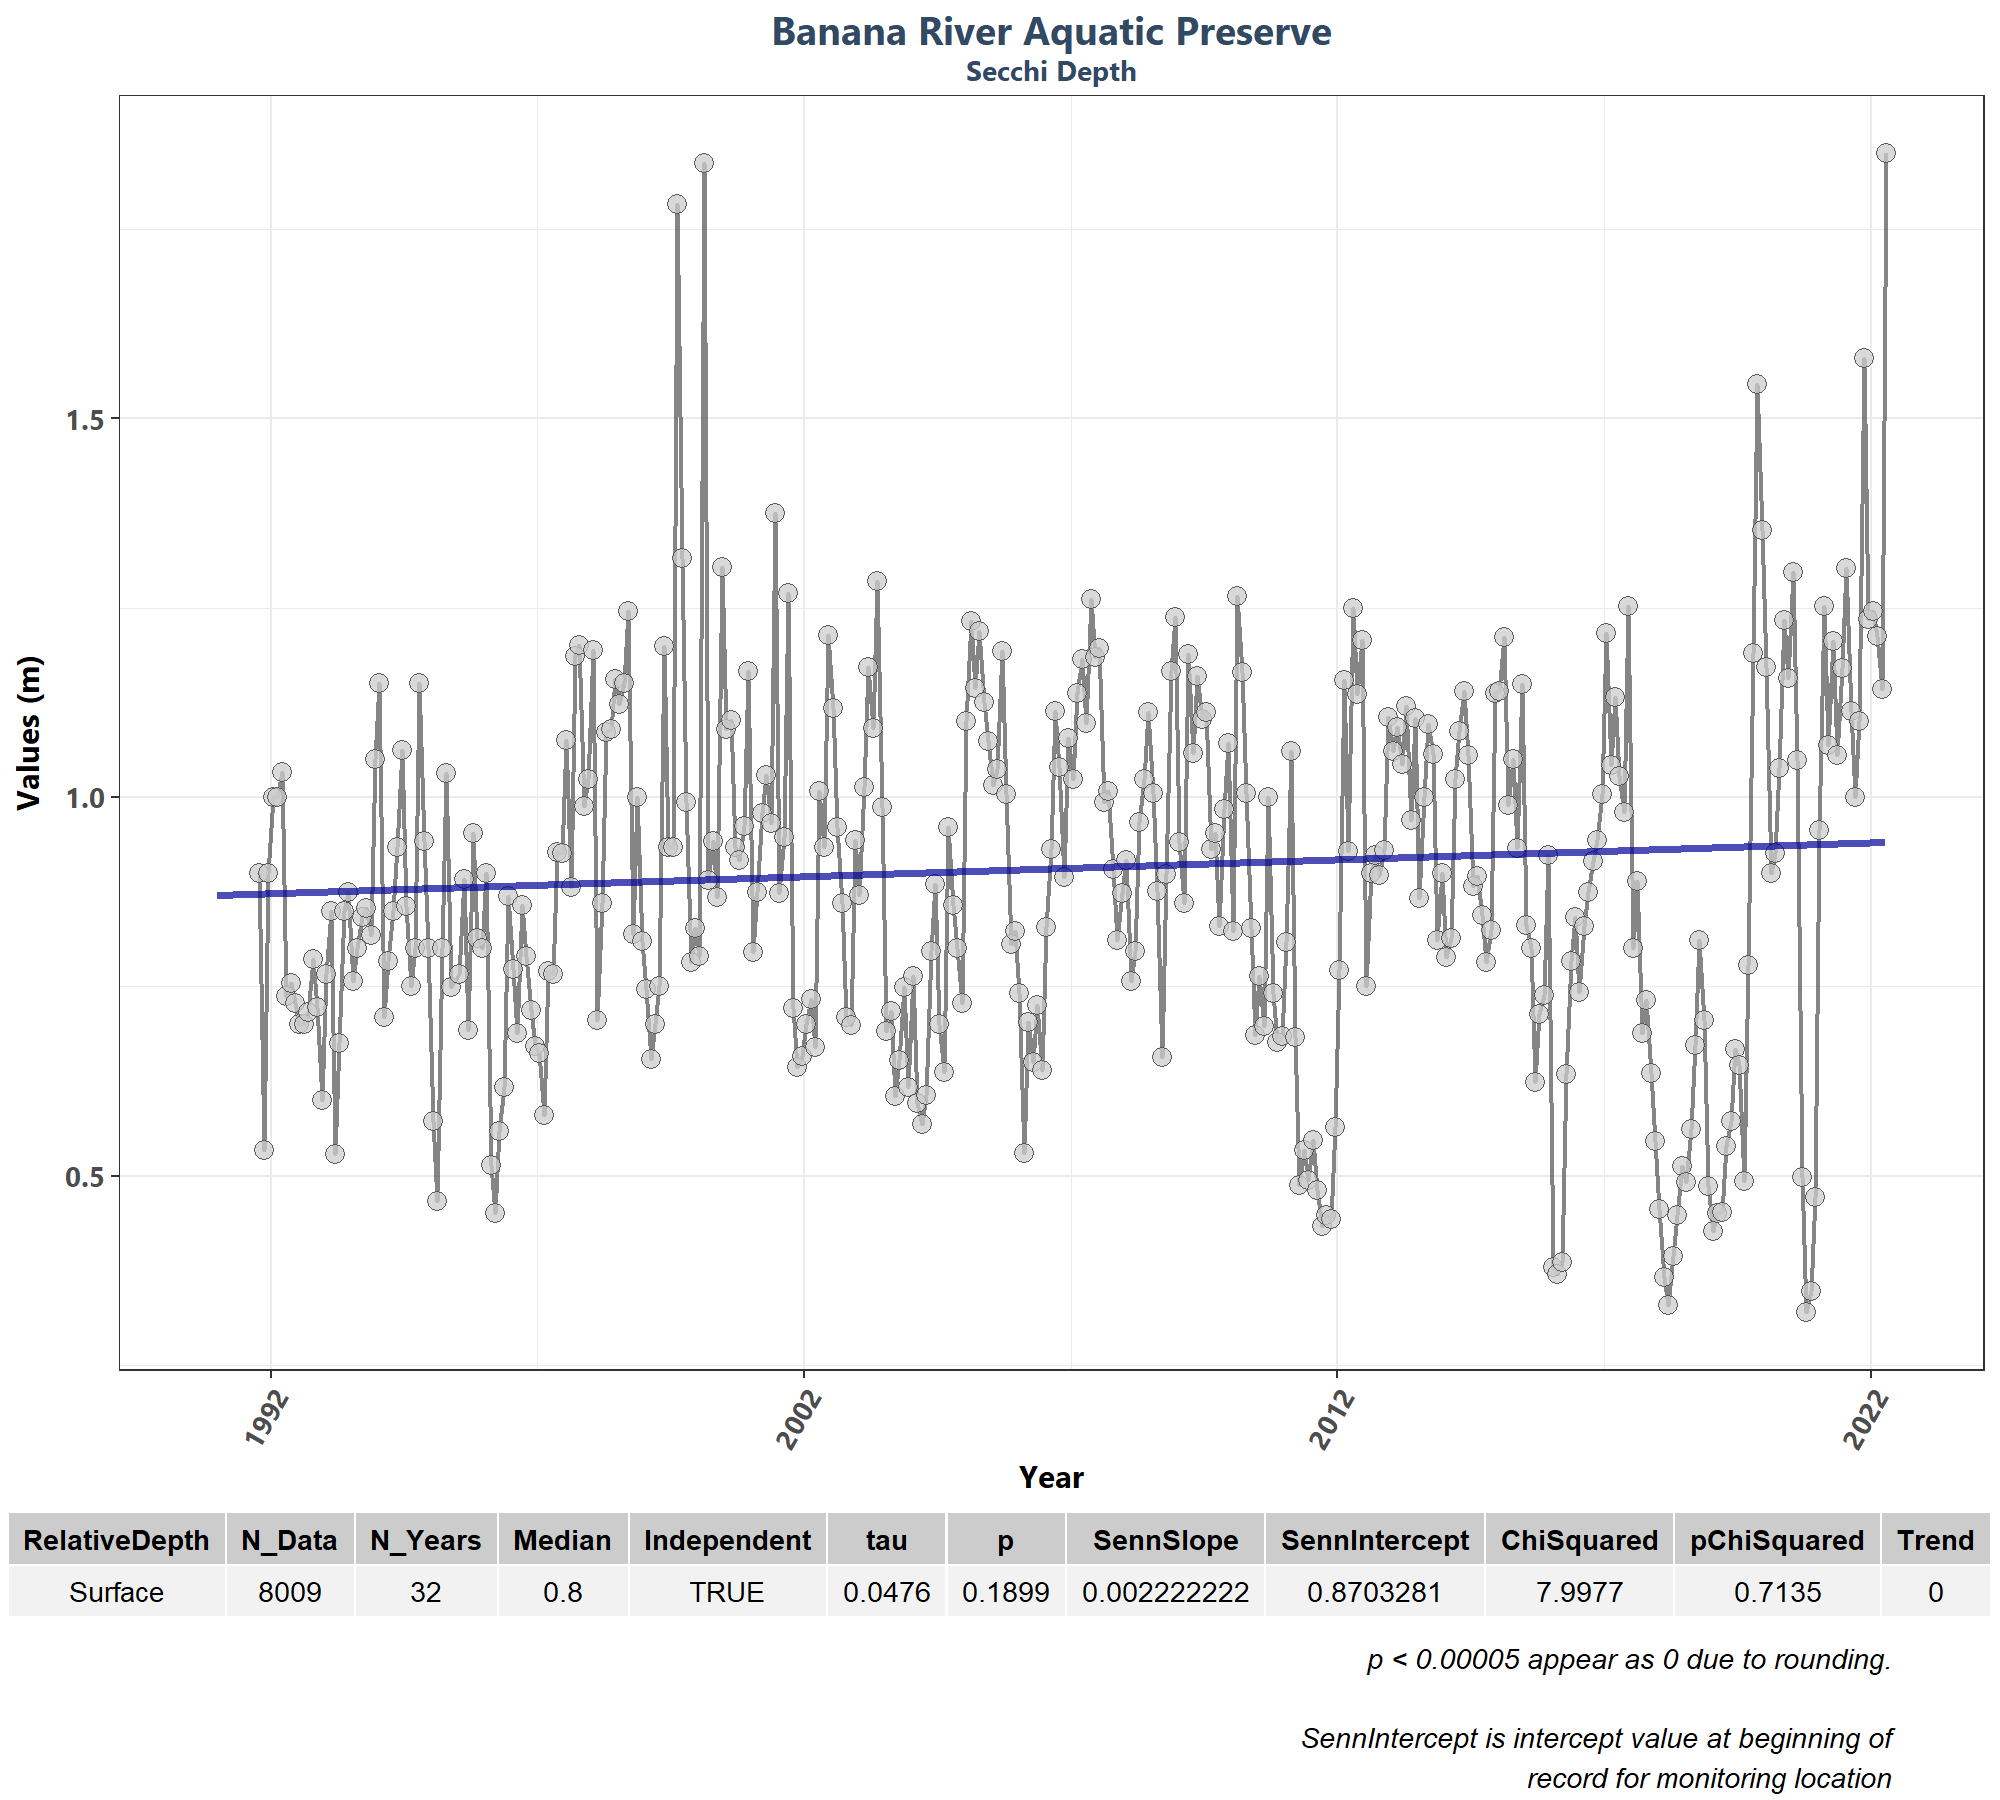 Banana River Aquatic Preserve
Secchi Depth
Values (m)
1.5
1.0
0.5
1992
2002
2012
2022
Year
RelativeDepth N_Data N_Years Median Independent tau p SennSlope SennIntercept ChiSquared pChiSquared Trend
Surface 8009 32 0.8 TRUE 0.0476 0.1899 0.002222222 0.8703281 7.9977 0.7135 0
p < 0.00005 appear as 0 due to rounding.
SennIntercept is intercept value at beginning of
record for monitoring location